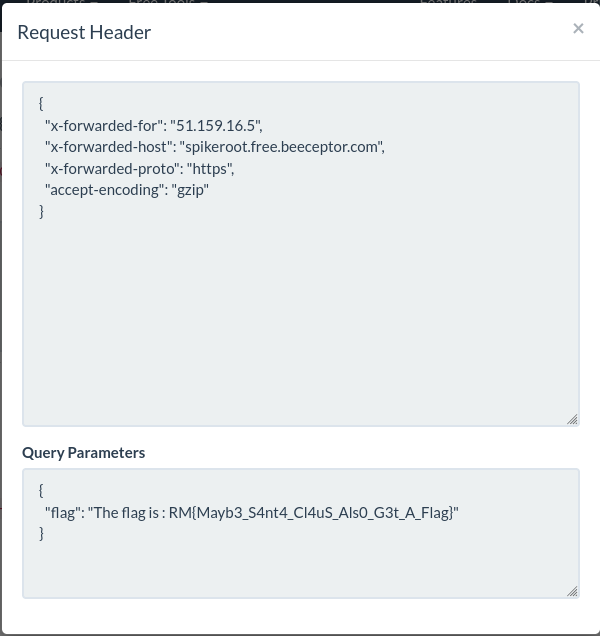 Request Header
×
{
"x-forwarded-for": "51.159.16.5",
"x-forwarded-host": "spikeroot.free.beeceptor.com",
"x-forwarded-proto": "https",
"accept-encoding": "gzip"
}
Query Parameters
{
"flag": "The flag is : RM{Mayb3_S4nt4_Cl4uS_Als0_G3t_A_Flag}"
}